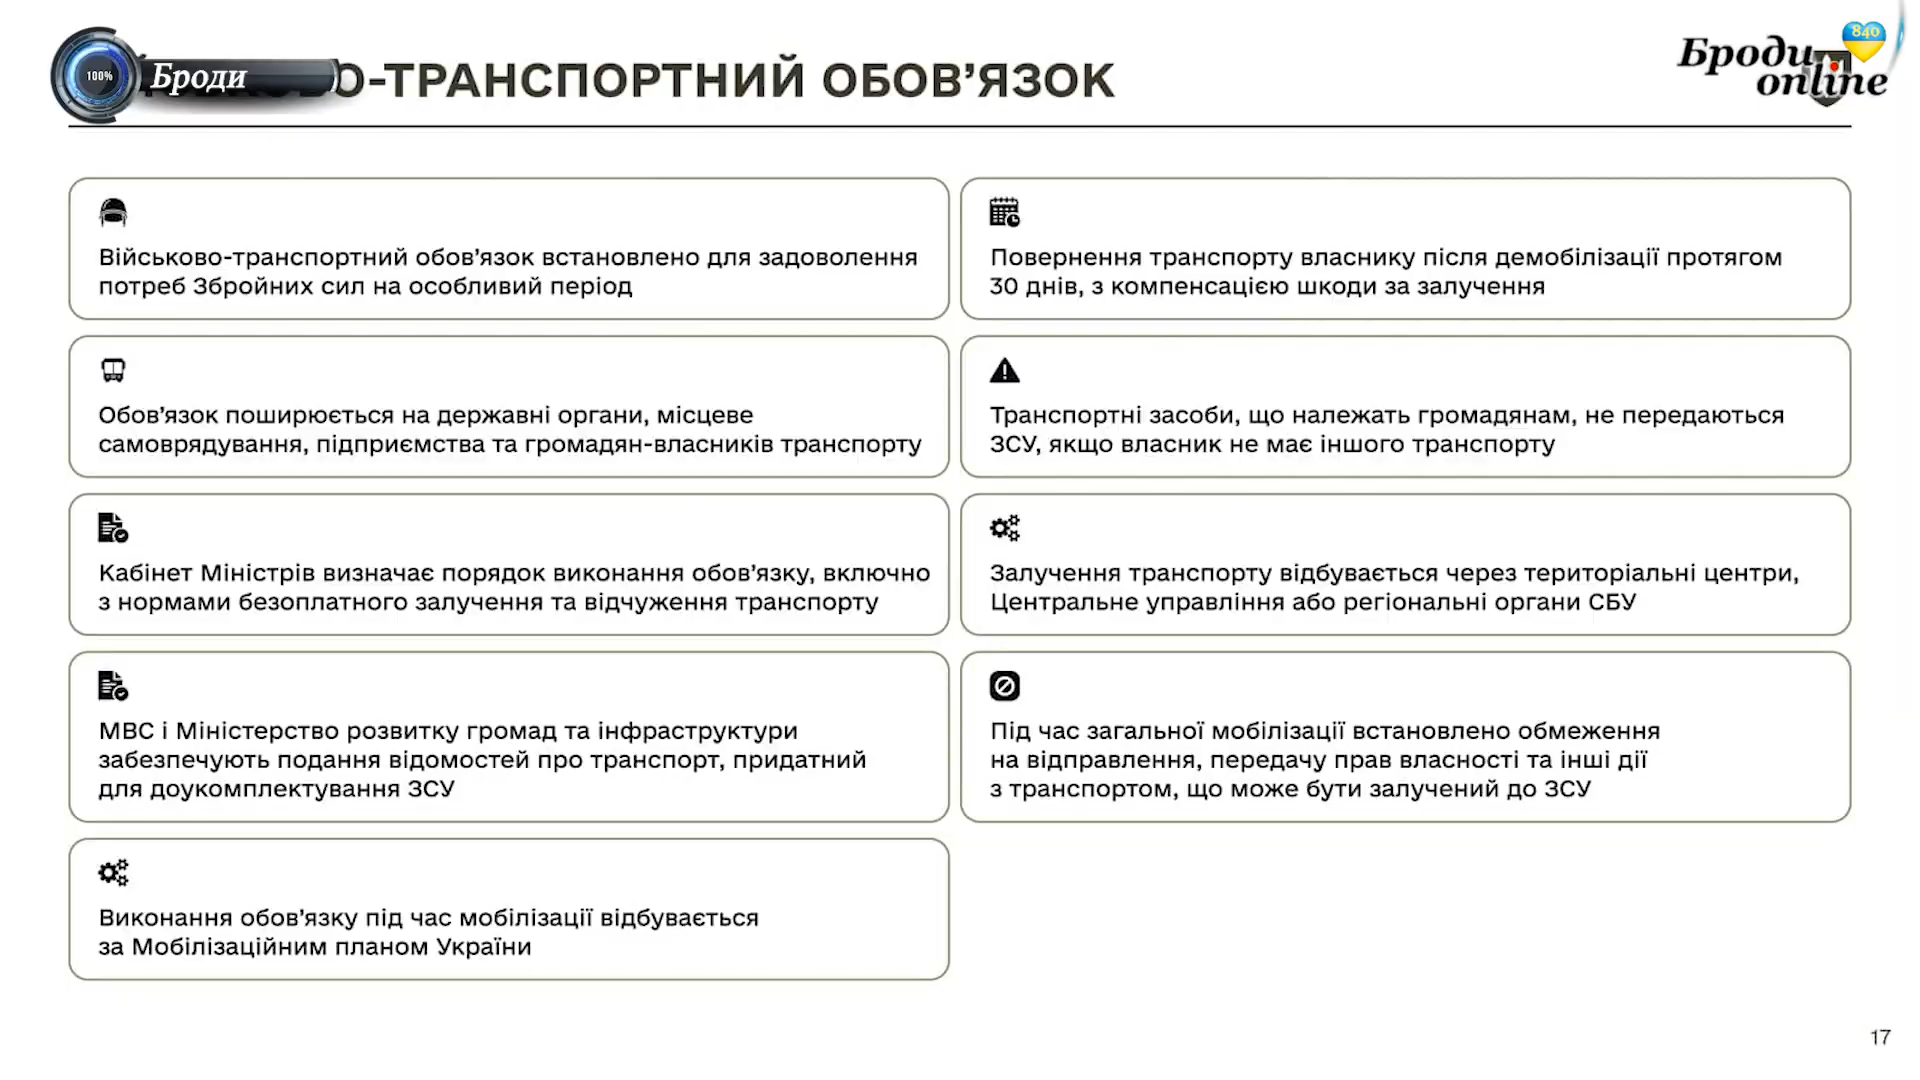 100% Броди
О-ТРАНСПОРТНИЙ ОБОВ’ЯЗОК
Броди 840
online
Військово-транспортний обов’язок встановлено для задоволення
потреб Збройних сил на особливий період
Повернення транспорту власнику після демобілізації протягом
30 днів, з компенсацією шкоди за залучення
Обов’язок поширюється на державні органи, місцеве
самоврядування, підприємства та громадян-власників транспорту
Транспортні засоби, що належать громадянам, не передаються
ЗСУ, якщо власник не має іншого транспорту
Кабінет Міністрів визначає порядок виконання обов’язку, включно
з нормами безоплатного залучення та відчуження транспорту
Залучення транспорту відбувається через територіальні центри,
Центральне управління або регіональні органи СБУ
МВС і Міністерство розвитку громад та інфраструктури
забезпечують подання відомостей про транспорт, придатний
для доукомплектування ЗСУ
Під час загальної мобілізації встановлено обмеження
на відправлення, передачу прав власності та інші дії
з транспортом, що може бути залучений до ЗСУ
Виконання обов’язку під час мобілізації відбувається
за Мобілізаційним планом України
17